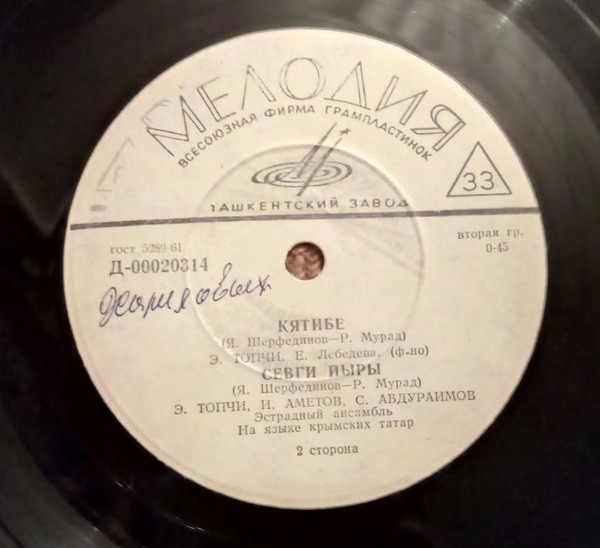 МЕЛОДИЯ
ВСЕСОЮЗНАЯ ФИРМА ГРАМПЛАСТИНОК
33
ТАШКЕНТСКИЙ ЗАВОД
гост 5289-61
Д-00020314
вторая гр.
0-45
КЯТИБЕ
(Я. Шерфединов—Р. Мурад)
Э. ТОПЧИ, Е. Лебедева, (ф-но)
СЕВГИ ЙЫРЫ
(Я. Шерфединов—Р. Мурад)
Э. ТОПЧИ, И. АМЕТОВ, С. АБДУРАИМОВ
Эстрадный ансамбль
На языке крымских татар
2 сторона